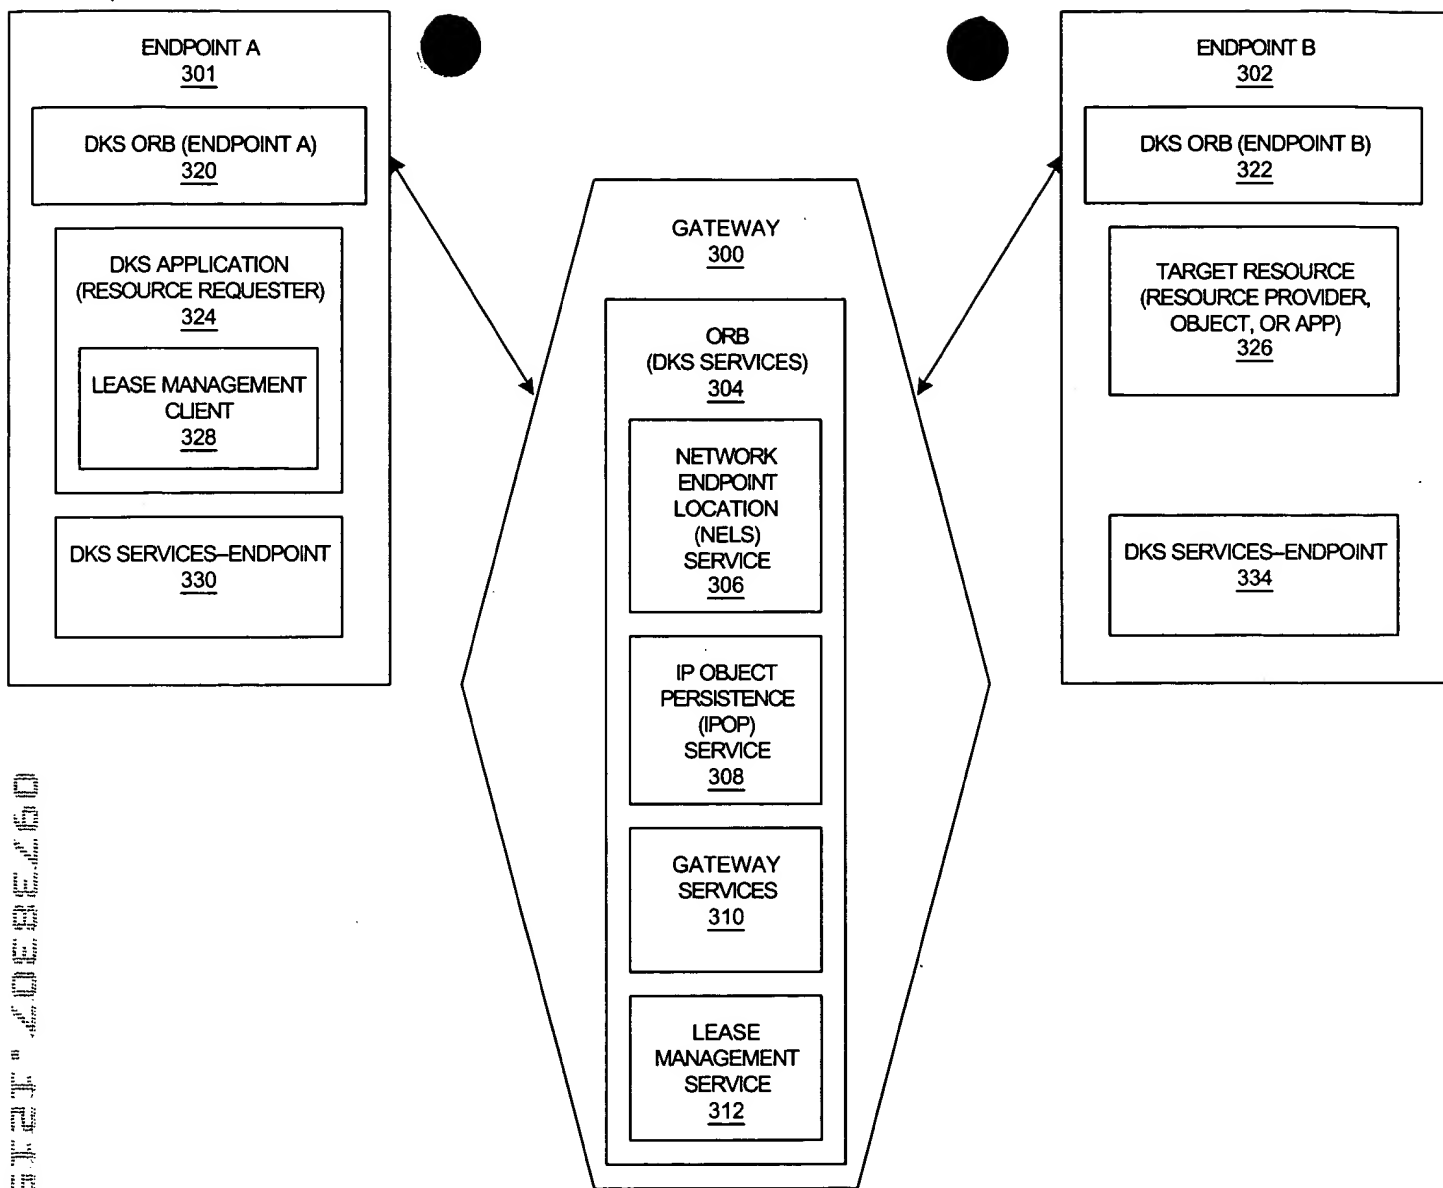 ENDPOINT A
301
DKS ORB (ENDPOINT A)
320
DKS APPLICATION
(RESOURCE REQUESTER)
324
LEASE MANAGEMENT
CLIENT
328
DKS SERVICES–ENDPOINT
330
GATEWAY
300
ORB
(DKS SERVICES)
304
NETWORK
ENDPOINT
LOCATION
(NELS)
SERVICE
306
IP OBJECT
PERSISTENCE
(IPOP)
SERVICE
308
GATEWAY
SERVICES
310
LEASE
MANAGEMENT
SERVICE
312
ENDPOINT B
302
DKS ORB (ENDPOINT B)
322
TARGET RESOURCE
(RESOURCE PROVIDER,
OBJECT, OR APP)
326
DKS SERVICES–ENDPOINT
334